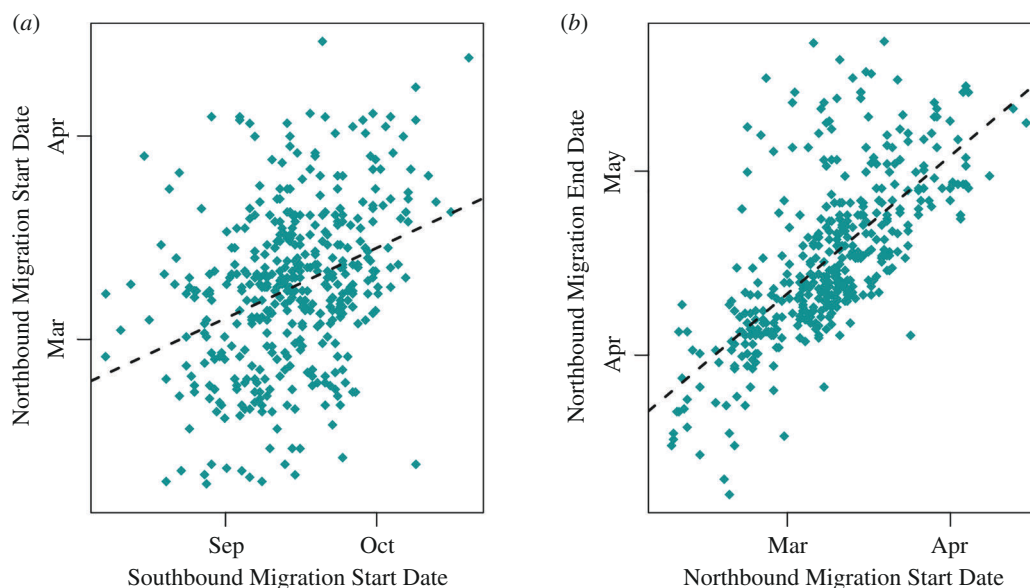 (a)
Northbound Migration Start Date
Apr
Mar
Sep
Oct
Southbound Migration Start Date
(b)
Northbound Migration End Date
May
Apr
Mar
Apr
Northbound Migration Start Date